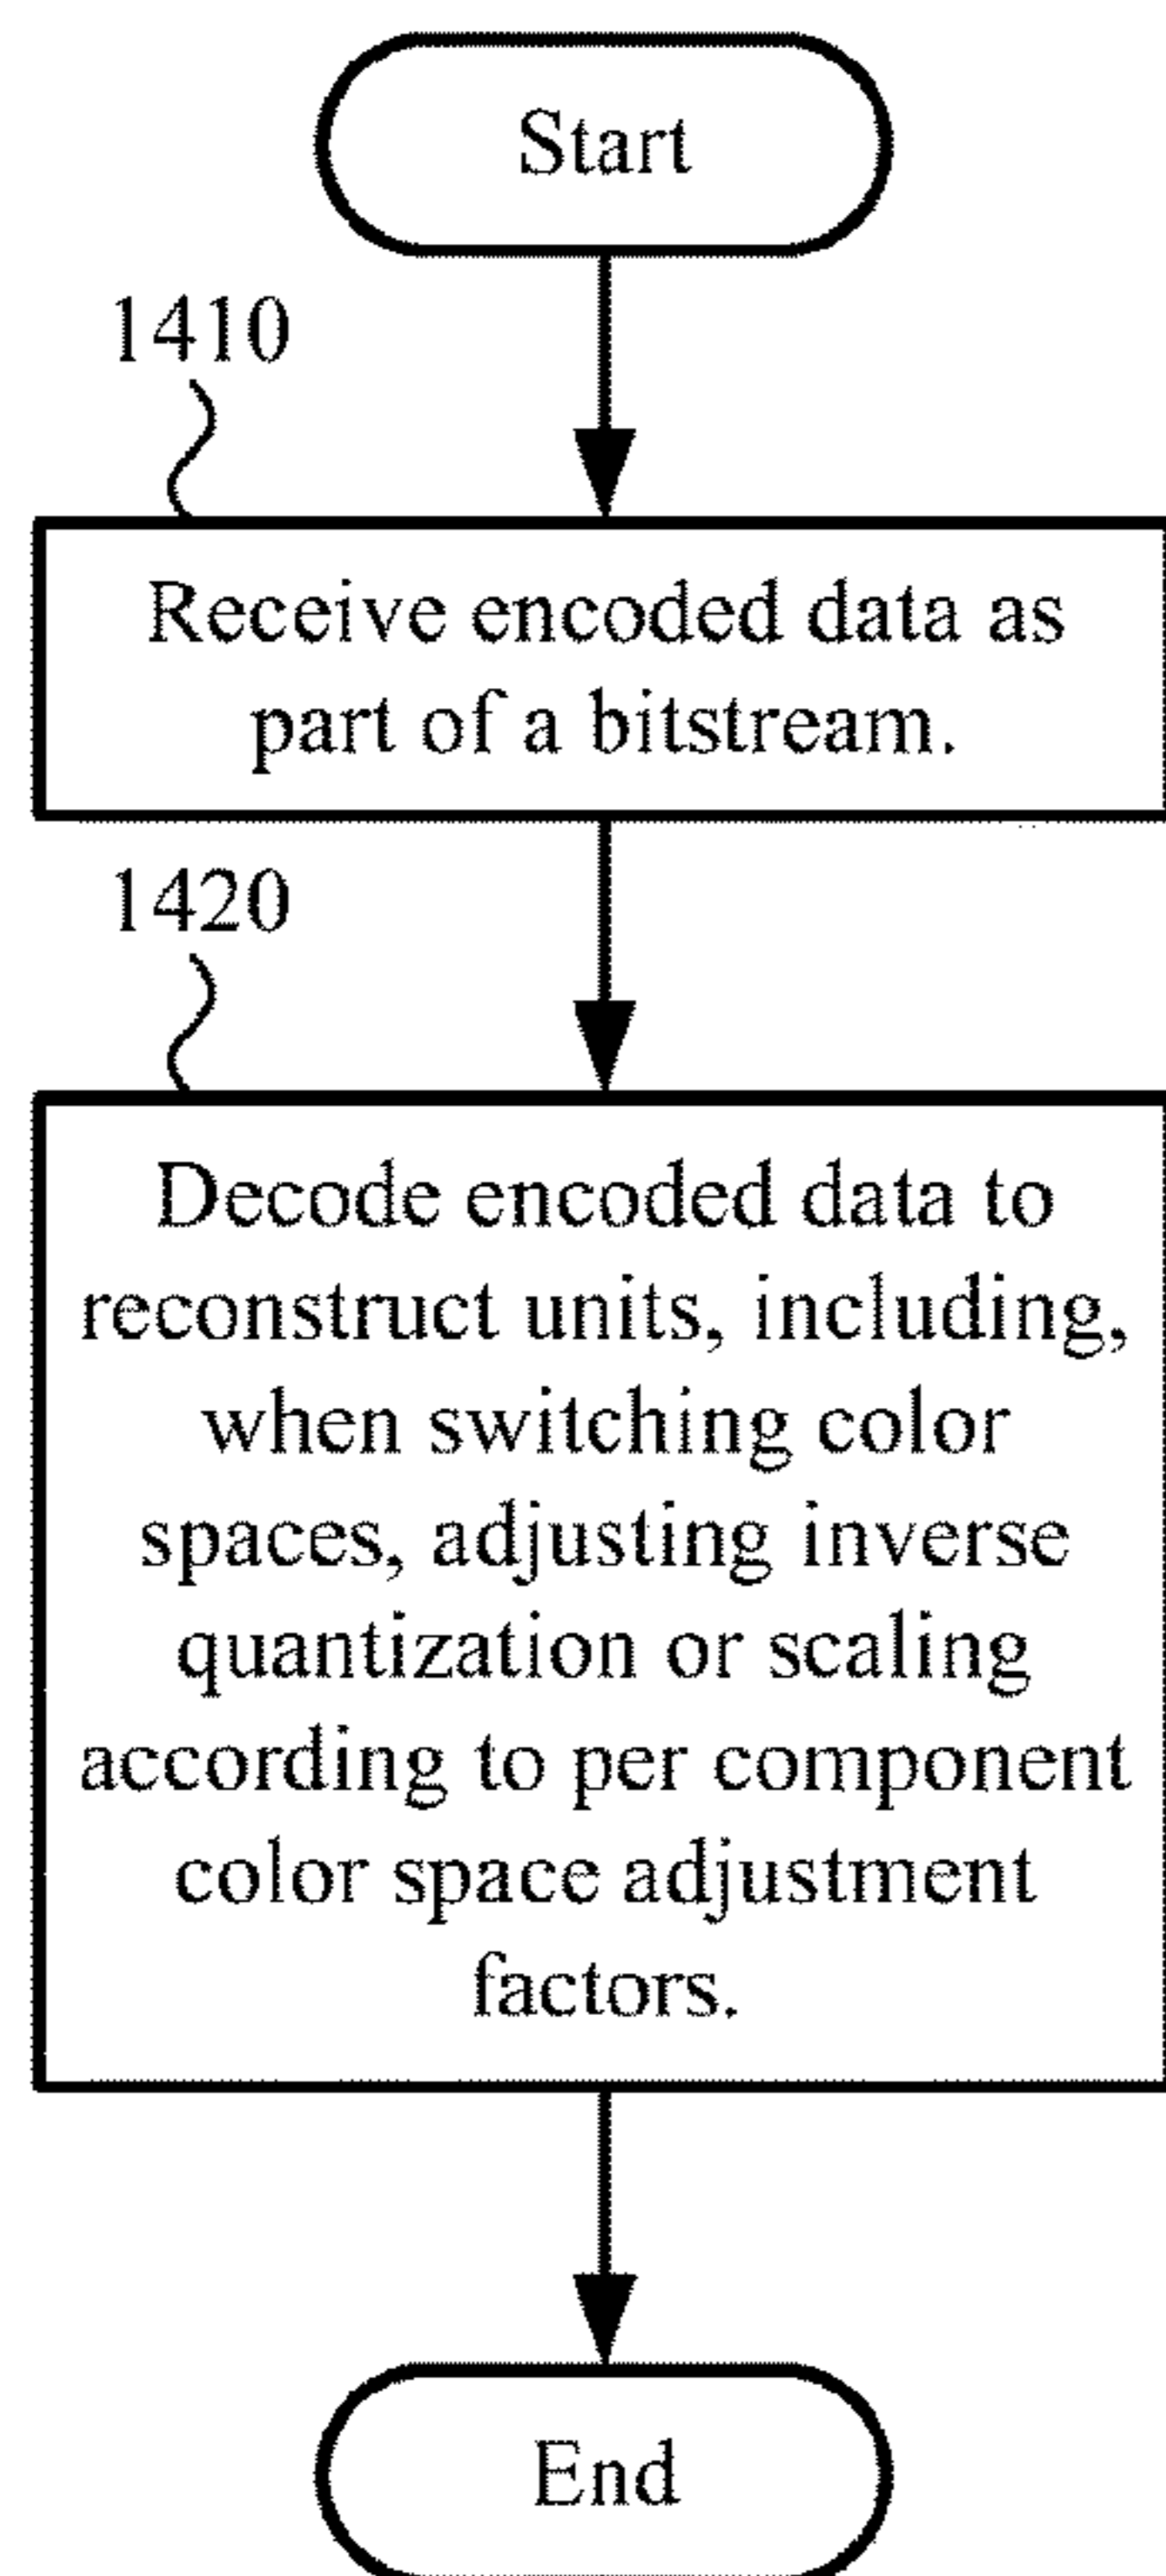 Start
1410
Receive encoded data as
part of a bitstream.
1420
Decode encoded data to
reconstruct units, including,
when switching color
spaces, adjusting inverse
quantization or scaling
according to per component
color space adjustment
factors.
End